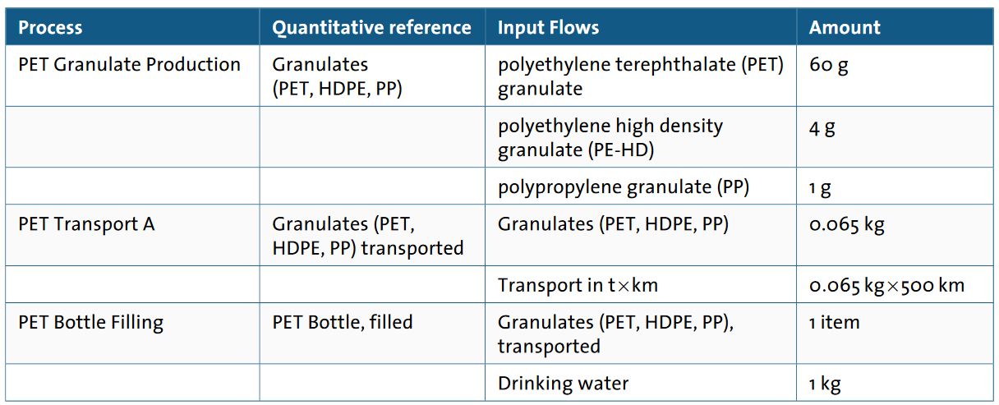 Process Quantitative reference Input Flows Amount
PET Granulate Production Granulates polyethylene terephthalate (PET) 60 g
(PET, HDPE, PP) granulate
polyethylene high density 4 g
granulate (PE-HD)
polypropylene granulate (PP) 1 g
PET Transport A Granulates (PET, Granulates (PET, HDPE, PP) 0.065 kg
HDPE, PP) transported
Transport in t×km 0.065 kg×500 km
PET Bottle Filling PET Bottle, filled Granulates (PET, HDPE, PP), 1 item
transported
Drinking water 1 kg